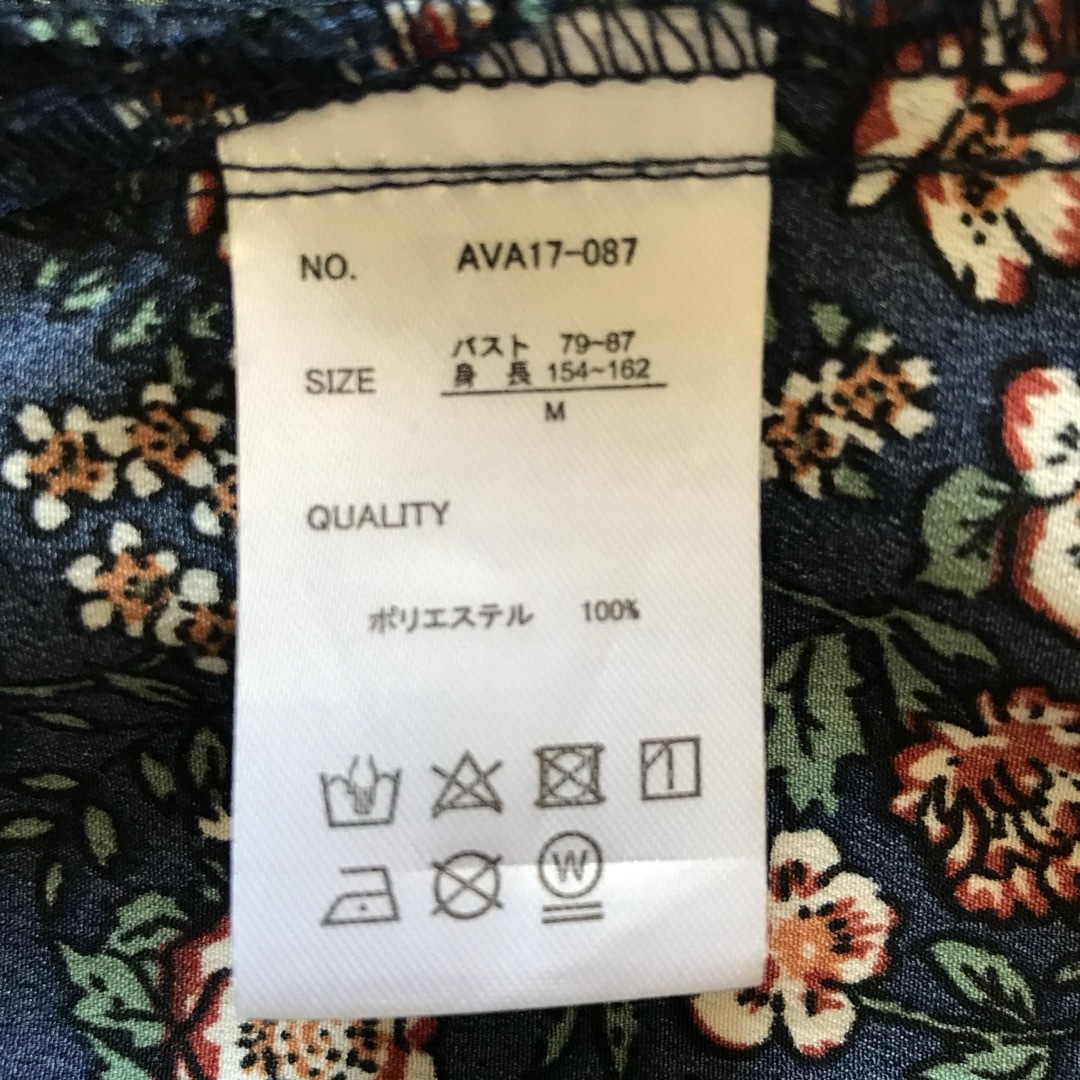 NO. AVA17-087
バスト 79~87
SIZE 身 長 154~162
M
QUALITY
ポリエステル 100%
W